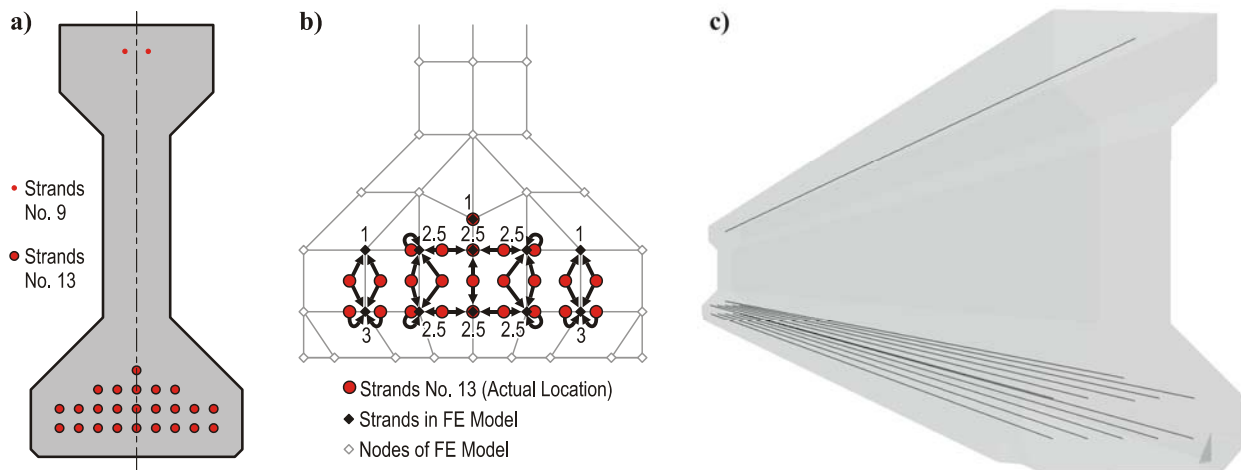 a)
Strands
No. 9
Strands
No. 13
b)
1
1 2.5 2.5 2.5 1
3 2.5 2.5 2.5 3
Strands No. 13 (Actual Location)
Strands in FE Model
Nodes of FE Model
c)